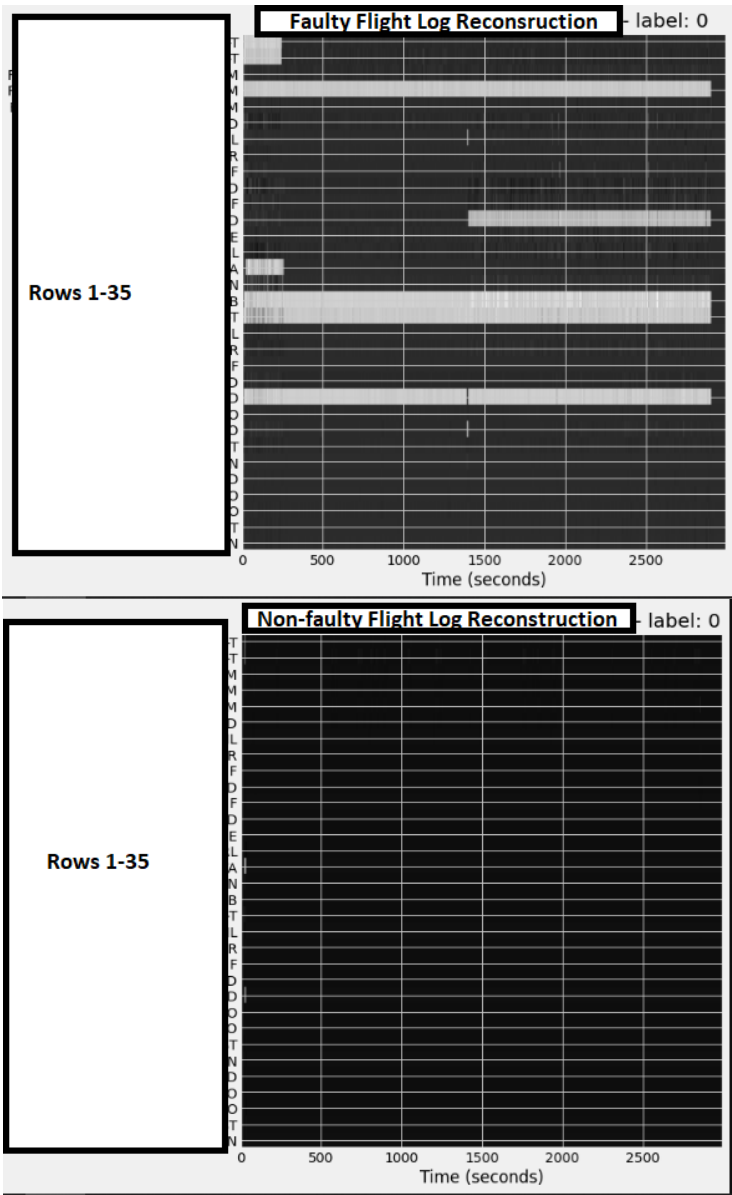 Faulty Flight Log Reconsruction - label: 0
T
T
M
M
M
D
L
R
F
D
F
D
E
L
A
N
Rows 1-35
B
T
L
R
F
D
D
O
O
T
N
D
O
O
T
N
0 500 1000 1500 2000 2500
Time (seconds)
Non-faulty Flight Log Reconstruction - label: 0
T
T
M
M
M
D
L
R
F
D
F
D
E
L
Rows 1-35
A
N
B
T
L
R
F
D
D
O
O
T
N
D
O
O
T
N
0 500 1000 1500 2000 2500
Time (seconds)